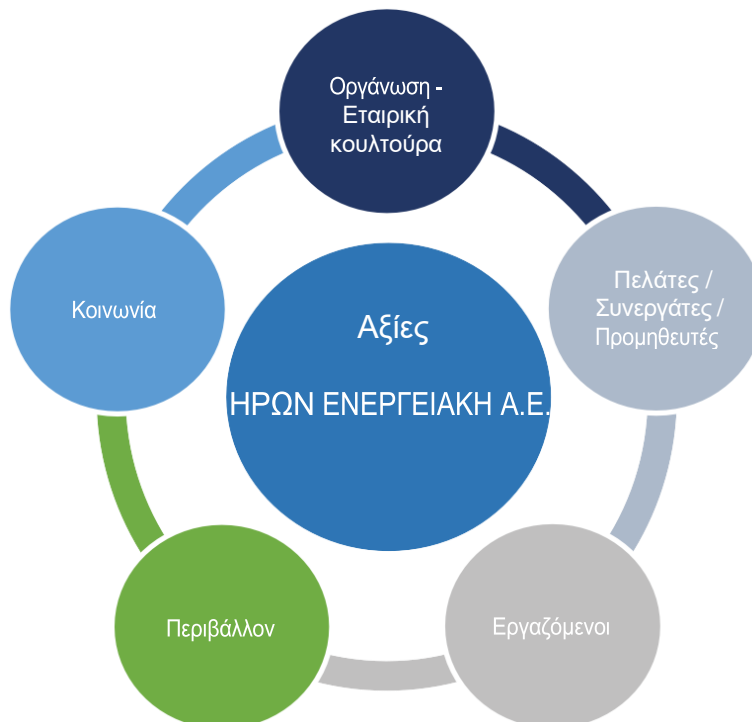 Οργάνωση -
Εταιρική
κουλτούρα
Πελάτες /
Συνεργάτες /
Προμηθευτές
Κοινωνία
Αξίες
ΗΡΩΝ ΕΝΕΡΓΕΙΑΚΗ Α.Ε.
Περιβάλλον
Εργαζόμενοι